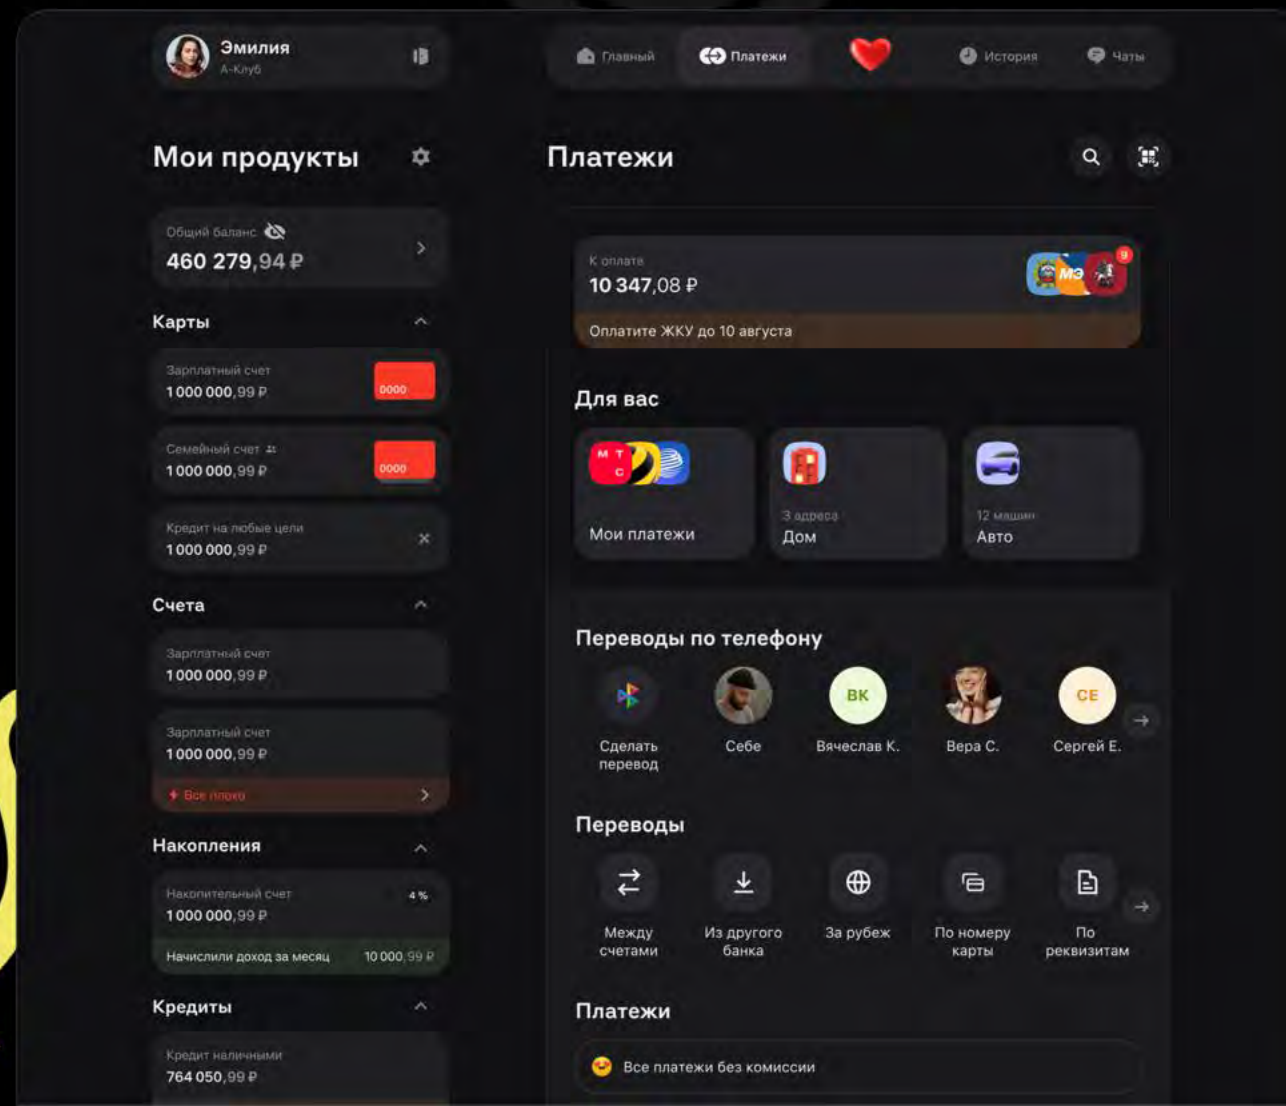 Эмилия
А-Клуб
Главный
Платежи
История
Чаты
Мои продукты
Общий баланс
460 279,94 ₽
Карты
Зарплатный счет
1 000 000,99 ₽
0000
Семейный счет
1 000 000,99 ₽
0000
Кредит на любые цели
1 000 000,99 ₽
Счета
Зарплатный счет
1 000 000,99 ₽
Зарплатный счет
1 000 000,99 ₽
Все плохо
Накопления
Накопительный счет
4 %
1 000 000,99 ₽
Начислили доход за месяц
10 000,99 ₽
Кредиты
Кредит наличными
764 050,99 ₽
Платежи
К оплате
10 347,08 ₽
МЭ
9
Оплатите ЖКУ до 10 августа
Для вас
МТС
Мои платежи
3 адреса
Дом
12 машин
Авто
Переводы по телефону
ВК
СЕ
Сделать
перевод
Себе
Вячеслав К.
Вера С.
Сергей Е.
Переводы
Между
счетами
Из другого
банка
За рубеж
По номеру
карты
По
реквизитам
Платежи
Все платежи без комиссии